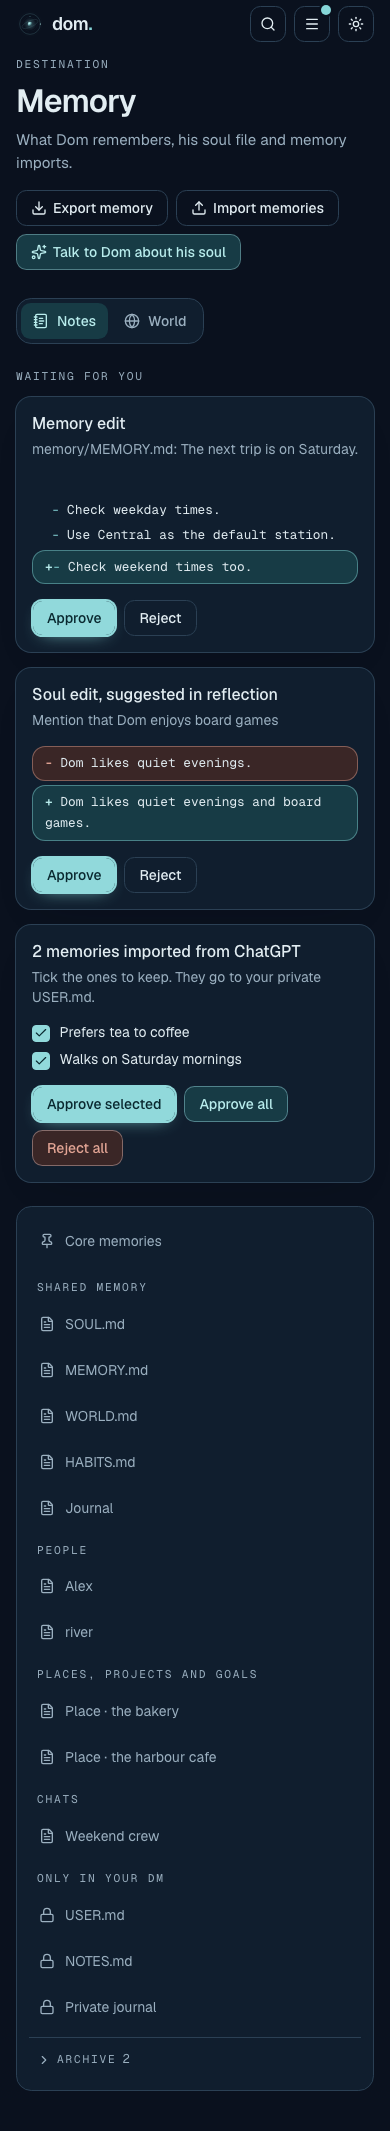 dom.
DESTINATION
Memory
What Dom remembers, his soul file and memory
imports.
Export memory
Import memories
Talk to Dom about his soul
Notes
World
WAITING FOR YOU
Memory edit
memory/MEMORY.md: The next trip is on Saturday.
- Check weekday times.
- Use Central as the default station.
+- Check weekend times too.
Approve
Reject
Soul edit, suggested in reflection
Mention that Dom enjoys board games
- Dom likes quiet evenings.
+ Dom likes quiet evenings and board
games.
Approve
Reject
2 memories imported from ChatGPT
Tick the ones to keep. They go to your private
USER.md.
Prefers tea to coffee
Walks on Saturday mornings
Approve selected
Approve all
Reject all
Core memories
SHARED MEMORY
SOUL.md
MEMORY.md
WORLD.md
HABITS.md
Journal
PEOPLE
Alex
river
PLACES, PROJECTS AND GOALS
Place · the bakery
Place · the harbour cafe
CHATS
Weekend crew
ONLY IN YOUR DM
USER.md
NOTES.md
Private journal
ARCHIVE 2